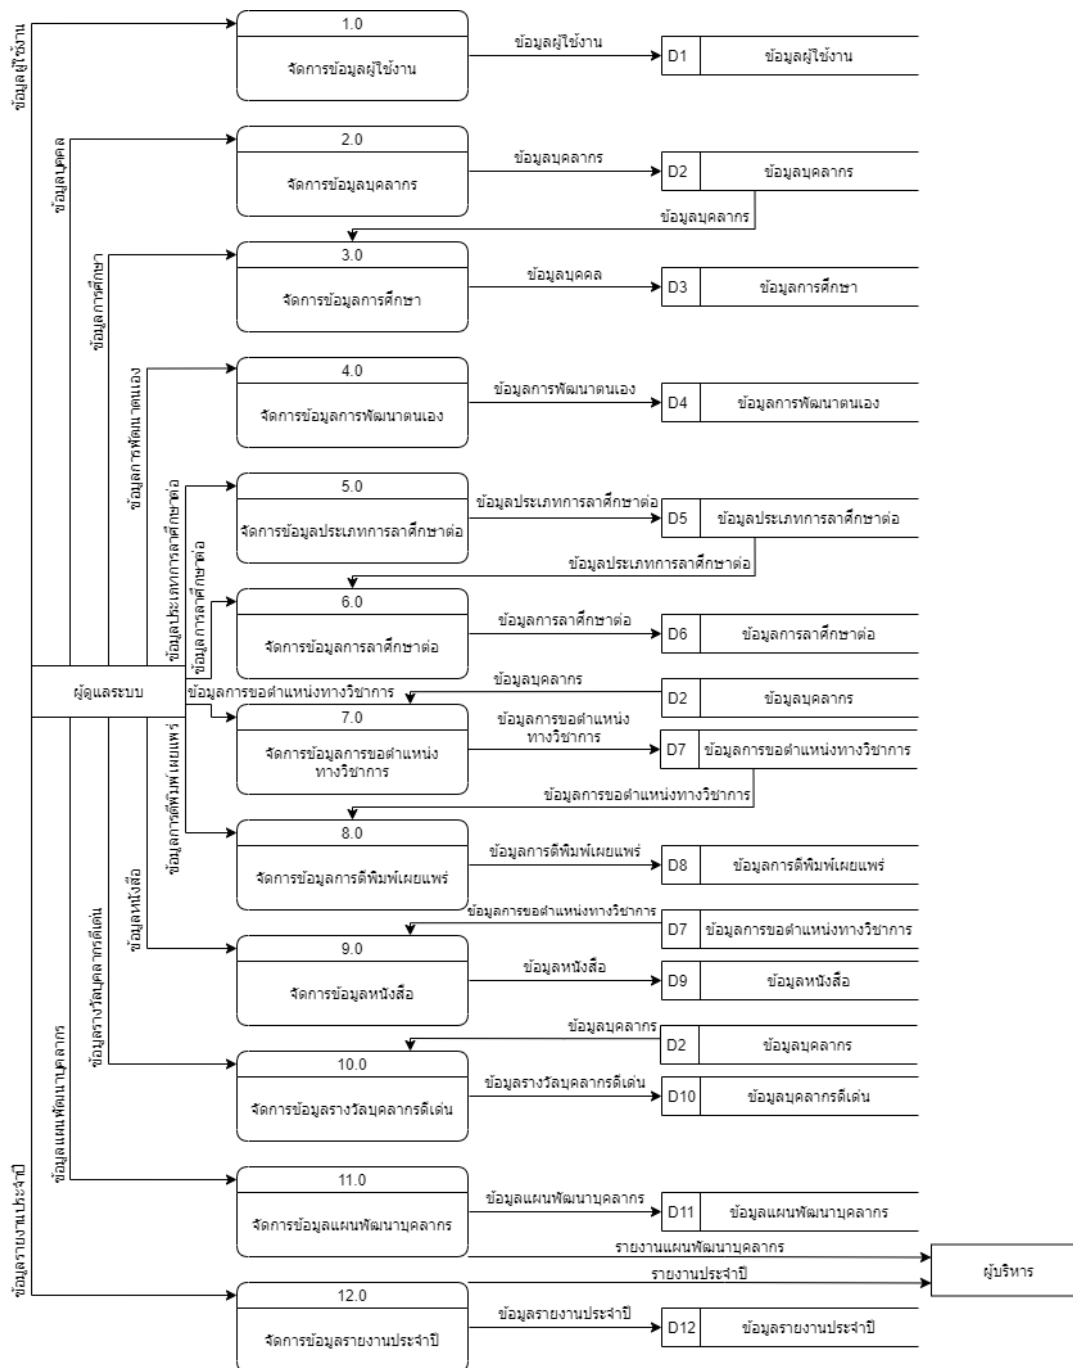 1.0
ข้อมูลผู้ใช้งาน
จัดการข้อมูลผู้ใช้งาน
ข้อมูลผู้ใช้งาน
D1
ข้อมูลผู้ใช้งาน
2.0
ข้อมูลบุคคล
จัดการข้อมูลบุคลากร
ข้อมูลบุคลากร
D2
ข้อมูลบุคลากร
ข้อมูลบุคลากร
3.0
ข้อมูลการศึกษา
จัดการข้อมูลการศึกษา
ข้อมูลบุคคล
D3
ข้อมูลการศึกษา
4.0
ข้อมูลการพัฒนาตนเอง
จัดการข้อมูลการพัฒนาตนเอง
ข้อมูลการพัฒนาตนเอง
D4
ข้อมูลการพัฒนาตนเอง
5.0
ข้อมูลประเภทการลาศึกษาต่อ
จัดการข้อมูลประเภทการลาศึกษาต่อ
ข้อมูลประเภทการลาศึกษาต่อ
D5
ข้อมูลประเภทการลาศึกษาต่อ
ข้อมูลประเภทการลาศึกษาต่อ
6.0
ข้อมูลการลาศึกษาต่อ
จัดการข้อมูลการลาศึกษาต่อ
ข้อมูลการลาศึกษาต่อ
D6
ข้อมูลการลาศึกษาต่อ
ผู้ดูแลระบบ
ข้อมูลการขอตำแหน่งทางวิชาการ
ข้อมูลบุคลากร
D2
ข้อมูลบุคลากร
7.0
จัดการข้อมูลการขอตำแหน่ง
ทางวิชาการ
ข้อมูลการขอตำแหน่ง
ทางวิชาการ
D7
ข้อมูลการขอตำแหน่งทางวิชาการ
ข้อมูลการขอตำแหน่งทางวิชาการ
8.0
ข้อมูลการตีพิมพ์เผยแพร่
จัดการข้อมูลการตีพิมพ์เผยแพร่
ข้อมูลการตีพิมพ์เผยแพร่
D8
ข้อมูลการตีพิมพ์เผยแพร่
ข้อมูลการขอตำแหน่งทางวิชาการ
D7
ข้อมูลการขอตำแหน่งทางวิชาการ
9.0
ข้อมูลหนังสือ
จัดการข้อมูลหนังสือ
ข้อมูลหนังสือ
D9
ข้อมูลหนังสือ
ข้อมูลบุคลากร
D2
ข้อมูลบุคลากร
10.0
ข้อมูลรางวัลบุคลากรดีเด่น
จัดการข้อมูลรางวัลบุคลากรดีเด่น
ข้อมูลรางวัลบุคลากรดีเด่น
D10
ข้อมูลบุคลากรดีเด่น
11.0
ข้อมูลแผนพัฒนาบุคลากร
จัดการข้อมูลแผนพัฒนาบุคลากร
ข้อมูลแผนพัฒนาบุคลากร
D11
ข้อมูลแผนพัฒนาบุคลากร
รายงานแผนพัฒนาบุคลากร
รายงานประจำปี
ผู้บริหาร
12.0
ข้อมูลรายงานประจำปี
จัดการข้อมูลรายงานประจำปี
ข้อมูลรายงานประจำปี
D12
ข้อมูลรายงานประจำปี